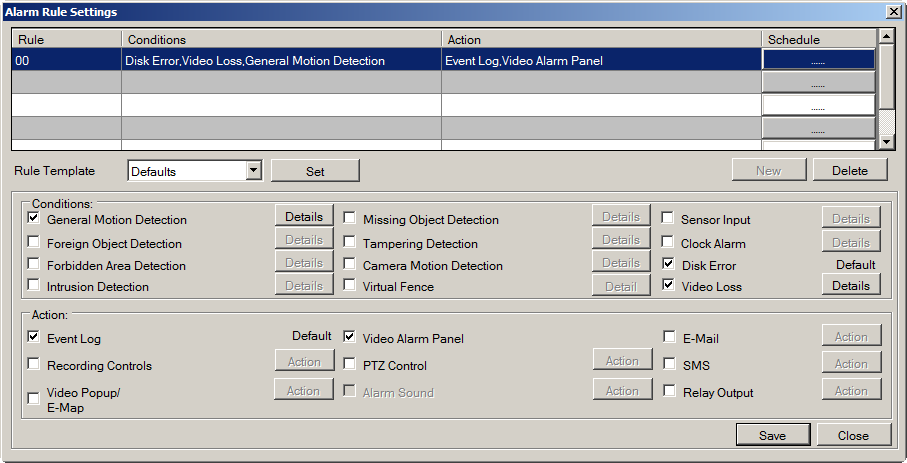 Alarm Rule Settings
Rule Conditions Action Schedule
00 Disk Error,Video Loss,General Motion Detection Event Log,Video Alarm Panel ......
......
......
......
Rule Template Defaults Set New Delete
Conditions:
General Motion Detection Details Missing Object Detection Details Sensor Input Details
Foreign Object Detection Details Tampering Detection Details Clock Alarm Details
Forbidden Area Detection Details Camera Motion Detection Details Disk Error Default
Intrusion Detection Details Virtual Fence Detail Video Loss Details
Action:
Event Log Default Video Alarm Panel E-Mail Action
Recording Controls Action PTZ Control Action SMS Action
Video Popup/
E-Map Action Alarm Sound Action Relay Output Action
Save Close